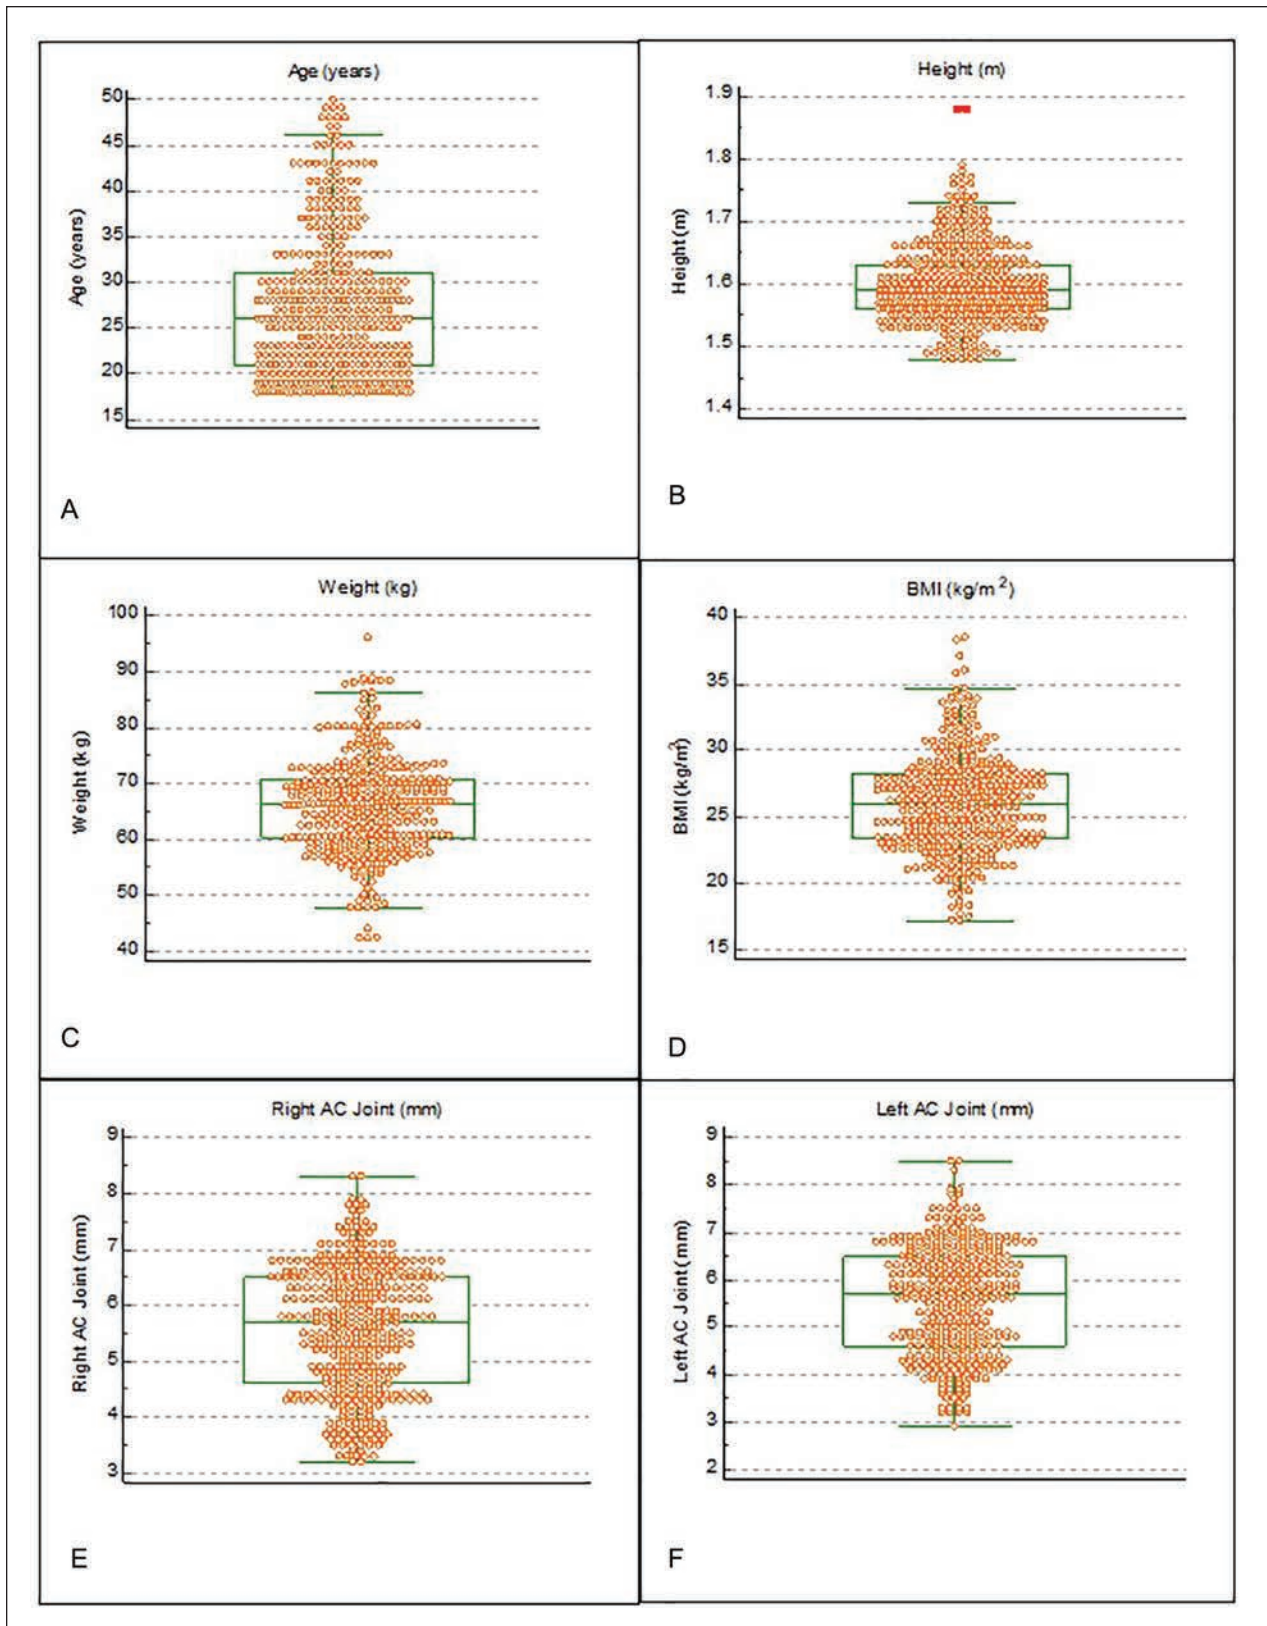 Age (years)
50
45
40
35
30
25
20
15
Age (years)
A
Height (m)
1.9
1.8
1.7
1.6
1.5
1.4
Height (m)
B
Weight (kg)
100
90
80
70
60
50
40
Weight (kg)
C
BMI (kg/m²)
40
35
30
25
20
15
BMI (kg/m²)
D
Right AC Joint (mm)
9
8
7
6
5
4
3
Right AC Joint (mm)
E
Left AC Joint (mm)
9
8
7
6
5
4
3
2
Left AC Joint (mm)
F